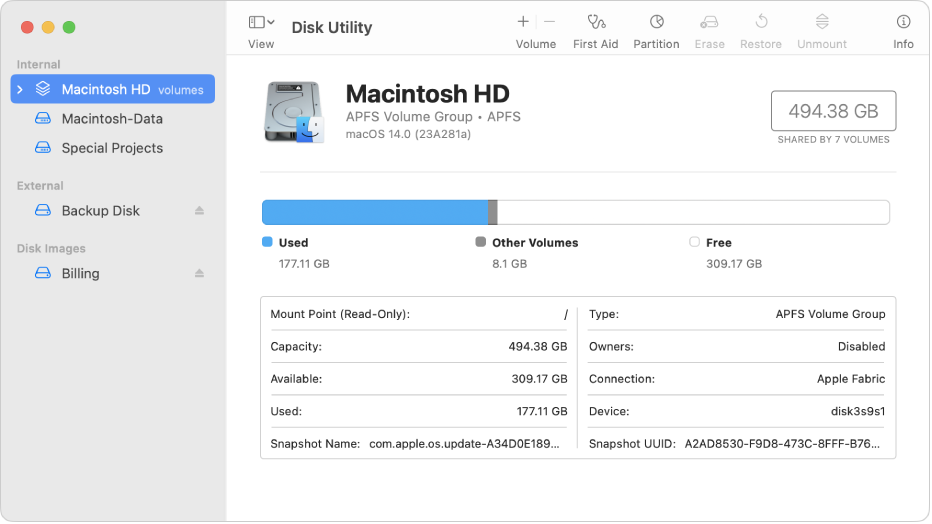 Disk Utility
View
Volume
First Aid
Partition
Erase
Restore
Unmount
Info
Internal
Macintosh HD volumes
Macintosh-Data
Special Projects
External
Backup Disk
Disk Images
Billing
Macintosh HD
APFS Volume Group • APFS
macOS 14.0 (23A281a)
494.38 GB
SHARED BY 7 VOLUMES
Used
177.11 GB
Other Volumes
8.1 GB
Free
309.17 GB
Mount Point (Read-Only): /
Capacity: 494.38 GB
Available: 309.17 GB
Used: 177.11 GB
Snapshot Name: com.apple.os.update-A34D0E189...
Type: APFS Volume Group
Owners: Disabled
Connection: Apple Fabric
Device: disk3s9s1
Snapshot UUID: A2AD8530-F9D8-473C-8FFF-B76...